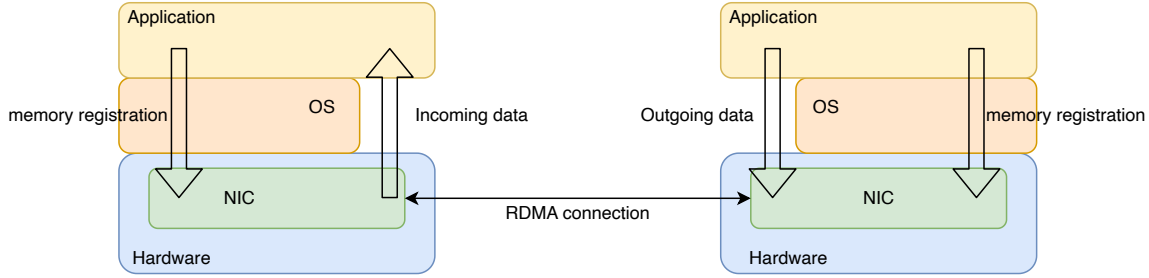 Application
Application
OS
OS
memory registration
Incoming data
Outgoing data
memory registration
NIC
NIC
RDMA connection
Hardware
Hardware